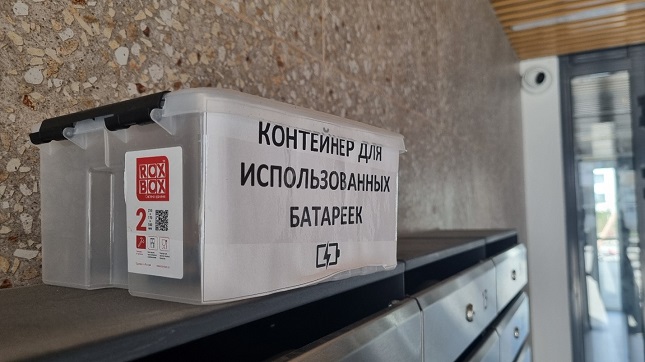 КОНТЕЙНЕР ДЛЯ
ИСПОЛЬЗОВАННЫХ
БАТАРЕЕК
ROX
BOX
2